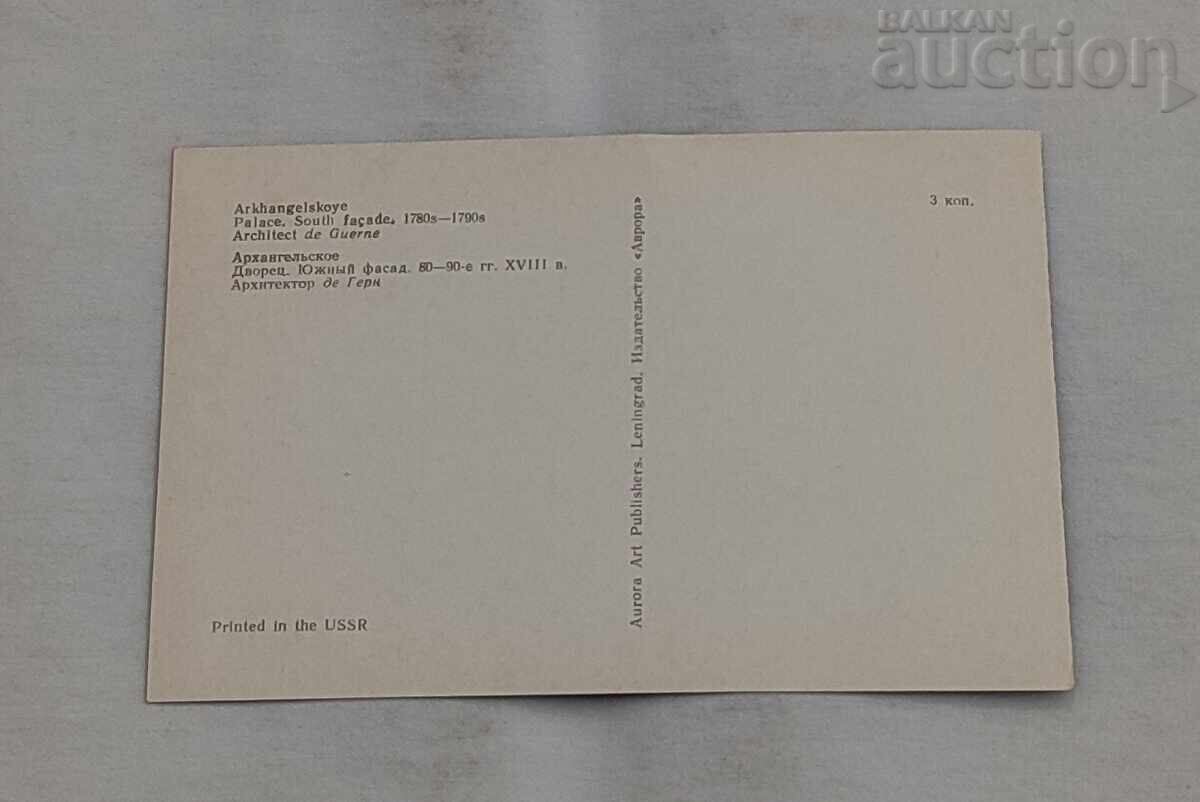 BALKAN
auction
Arkhangelskoye
Palace. South façade. 1780s—1790s
Architect de Guerne
Архангельское
Дворец. Южный фасад. 80—90-е гг. XVIII в.
Архитектор де Герн
Printed in the USSR
Aurora Art Publishers. Leningrad. Издательство «Аврора»
3 коп.